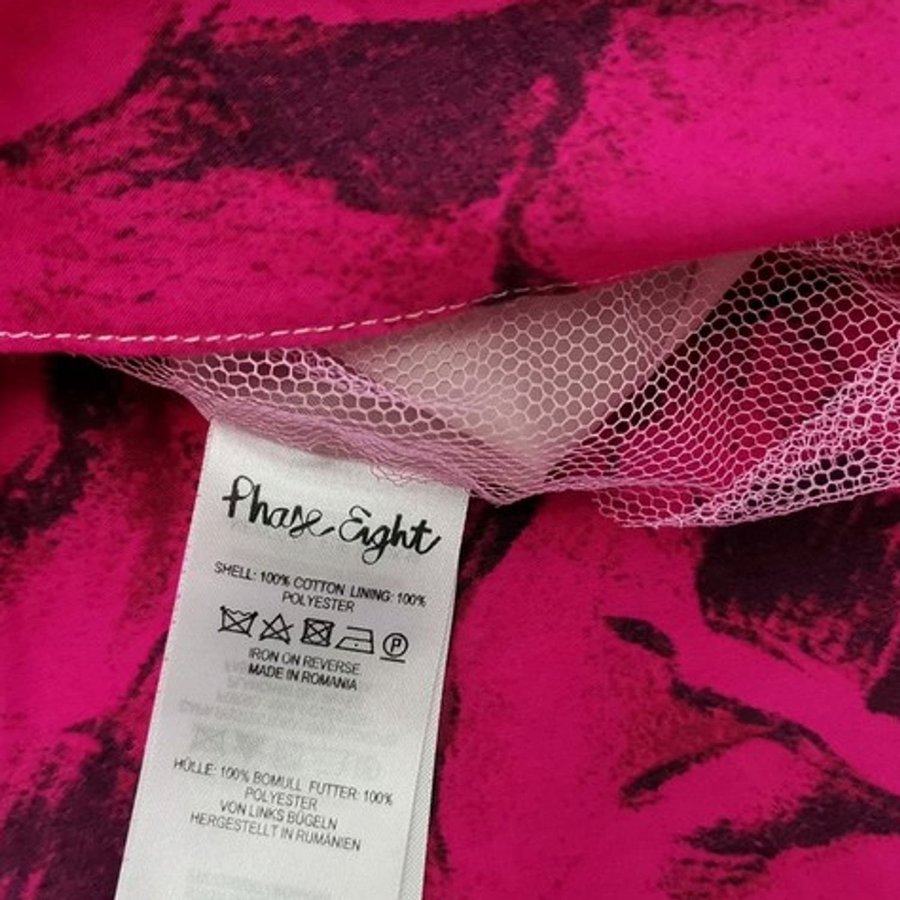 Phase Eight
SHELL: 100% COTTON LINING: 100%
POLYESTER
P
IRON ON REVERSE
MADE IN ROMANIA
HÜLLE: 100% BOMULL FUTTER: 100%
POLYESTER
VON LINKS BÜGELN
HERGESTELLT IN RUMÄNIEN